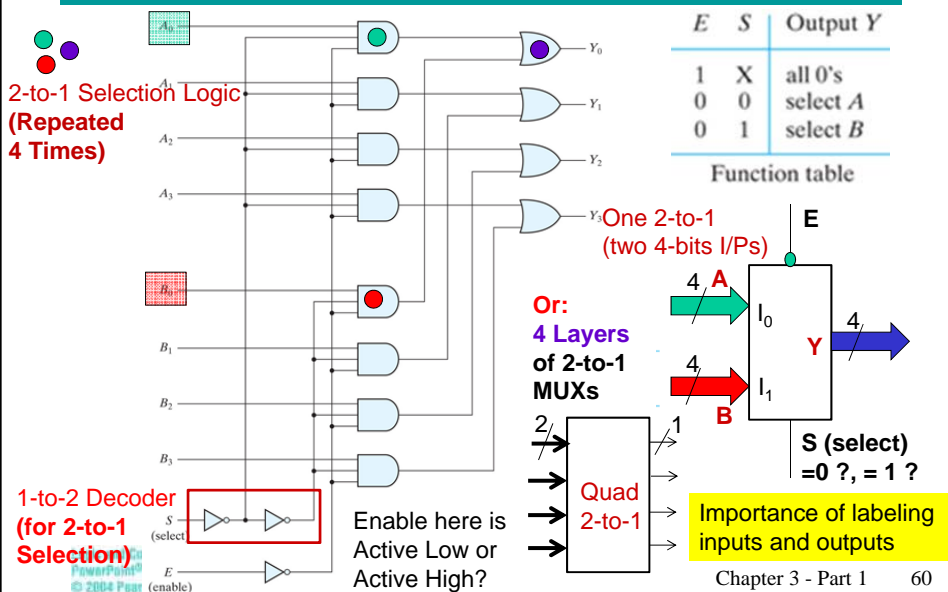 A0
A1
A2
A3
B0
B1
B2
B3
S
(select)
E
(enable)
Y0
Y1
Y2
Y3
2-to-1 Selection Logic
(Repeated
4 Times)
1-to-2 Decoder
(for 2-to-1
Selection)
PowerPoint®
© 2004 Pear
Enable here is
Active Low or
Active High?
E S Output Y
1 X all 0's
0 0 select A
0 1 select B
Function table
One 2-to-1
(two 4-bits I/Ps)
E
4 A
I0
4
B
I1
Y
4
S (select)
=0 ?, = 1 ?
Or:
4 Layers
of 2-to-1
MUXs
2
1
Quad
2-to-1
Importance of labeling
inputs and outputs
Chapter 3 - Part 1 60